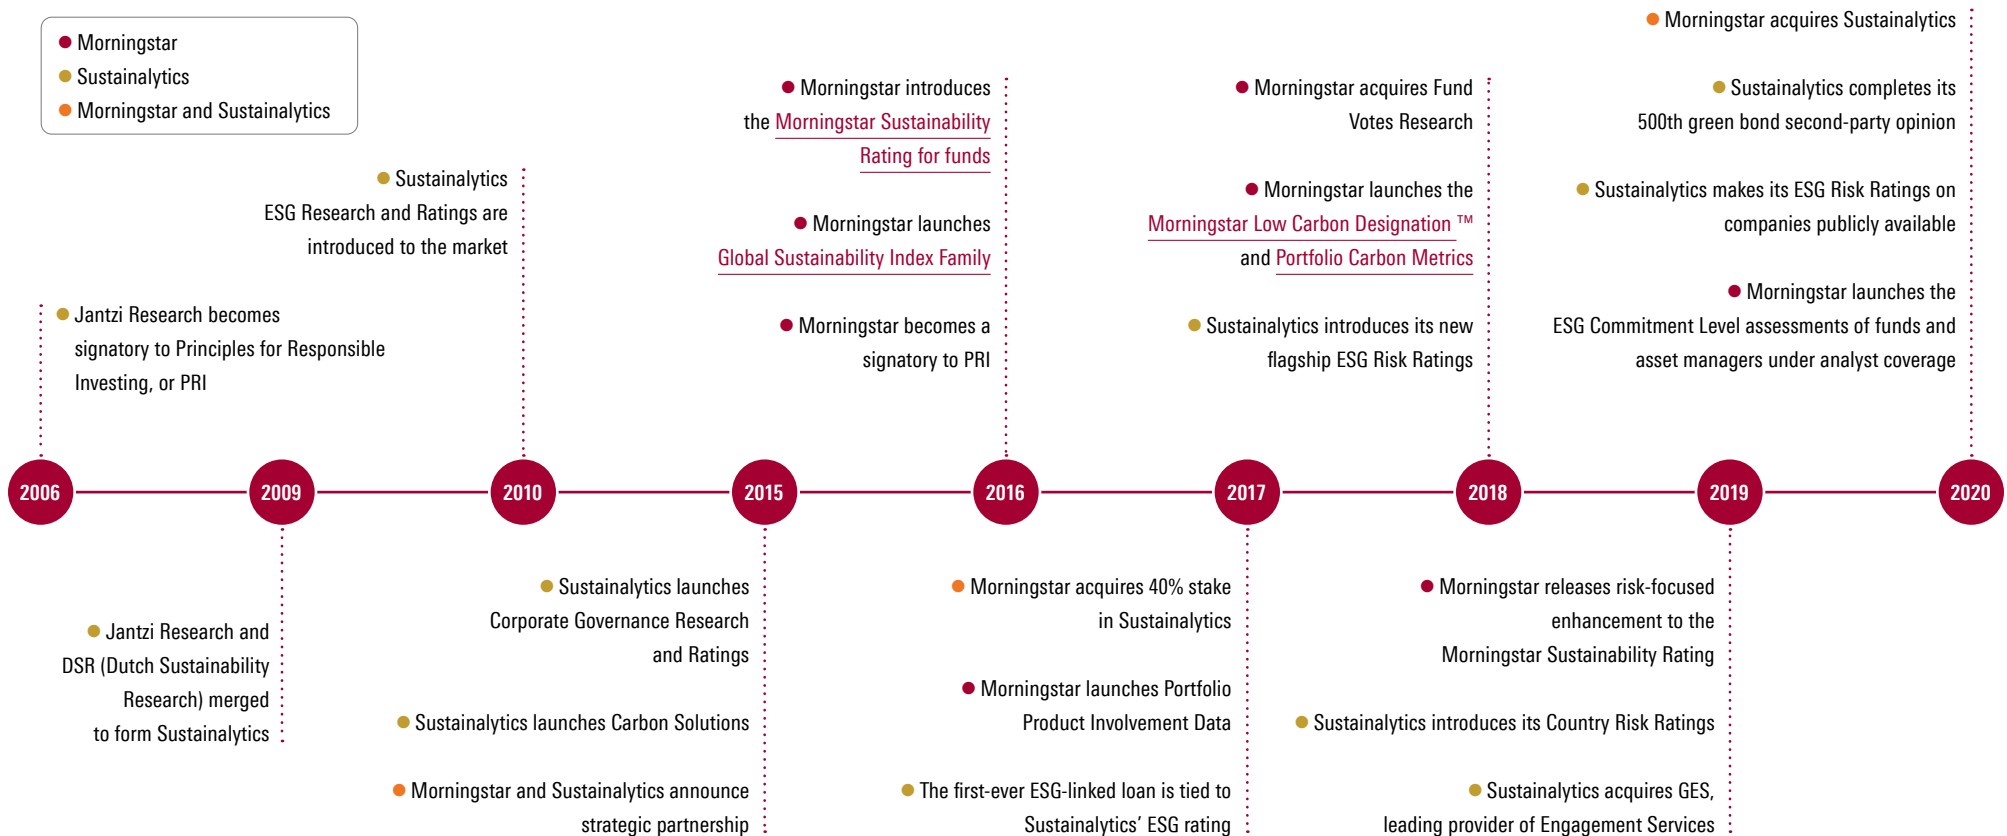 Morningstar
Sustainalytics
Morningstar and Sustainalytics
Jantzi Research becomes
signatory to Principles for Responsible
Investing, or PRI
Sustainalytics
ESG Research and Ratings are
introduced to the market
Morningstar introduces
the Morningstar Sustainability
Rating for funds
Morningstar launches
Global Sustainability Index Family
Morningstar becomes a
signatory to PRI
Morningstar acquires Fund
Votes Research
Morningstar launches the
Morningstar Low Carbon Designation ™
and Portfolio Carbon Metrics
Sustainalytics introduces its new
flagship ESG Risk Ratings
Morningstar acquires Sustainalytics
Sustainalytics completes its
500th green bond second-party opinion
Sustainalytics makes its ESG Risk Ratings on
companies publicly available
Morningstar launches the
ESG Commitment Level assessments of funds and
asset managers under analyst coverage
2006
2009
2010
2015
2016
2017
2018
2019
2020
Jantzi Research and
DSR (Dutch Sustainability
Research) merged
to form Sustainalytics
Sustainalytics launches
Corporate Governance Research
and Ratings
Sustainalytics launches Carbon Solutions
Morningstar and Sustainalytics announce
strategic partnership
Morningstar acquires 40% stake
in Sustainalytics
Morningstar launches Portfolio
Product Involvement Data
The first-ever ESG-linked loan is tied to
Sustainalytics’ ESG rating
Morningstar releases risk-focused
enhancement to the
Morningstar Sustainability Rating
Sustainalytics introduces its Country Risk Ratings
Sustainalytics acquires GES,
leading provider of Engagement Services